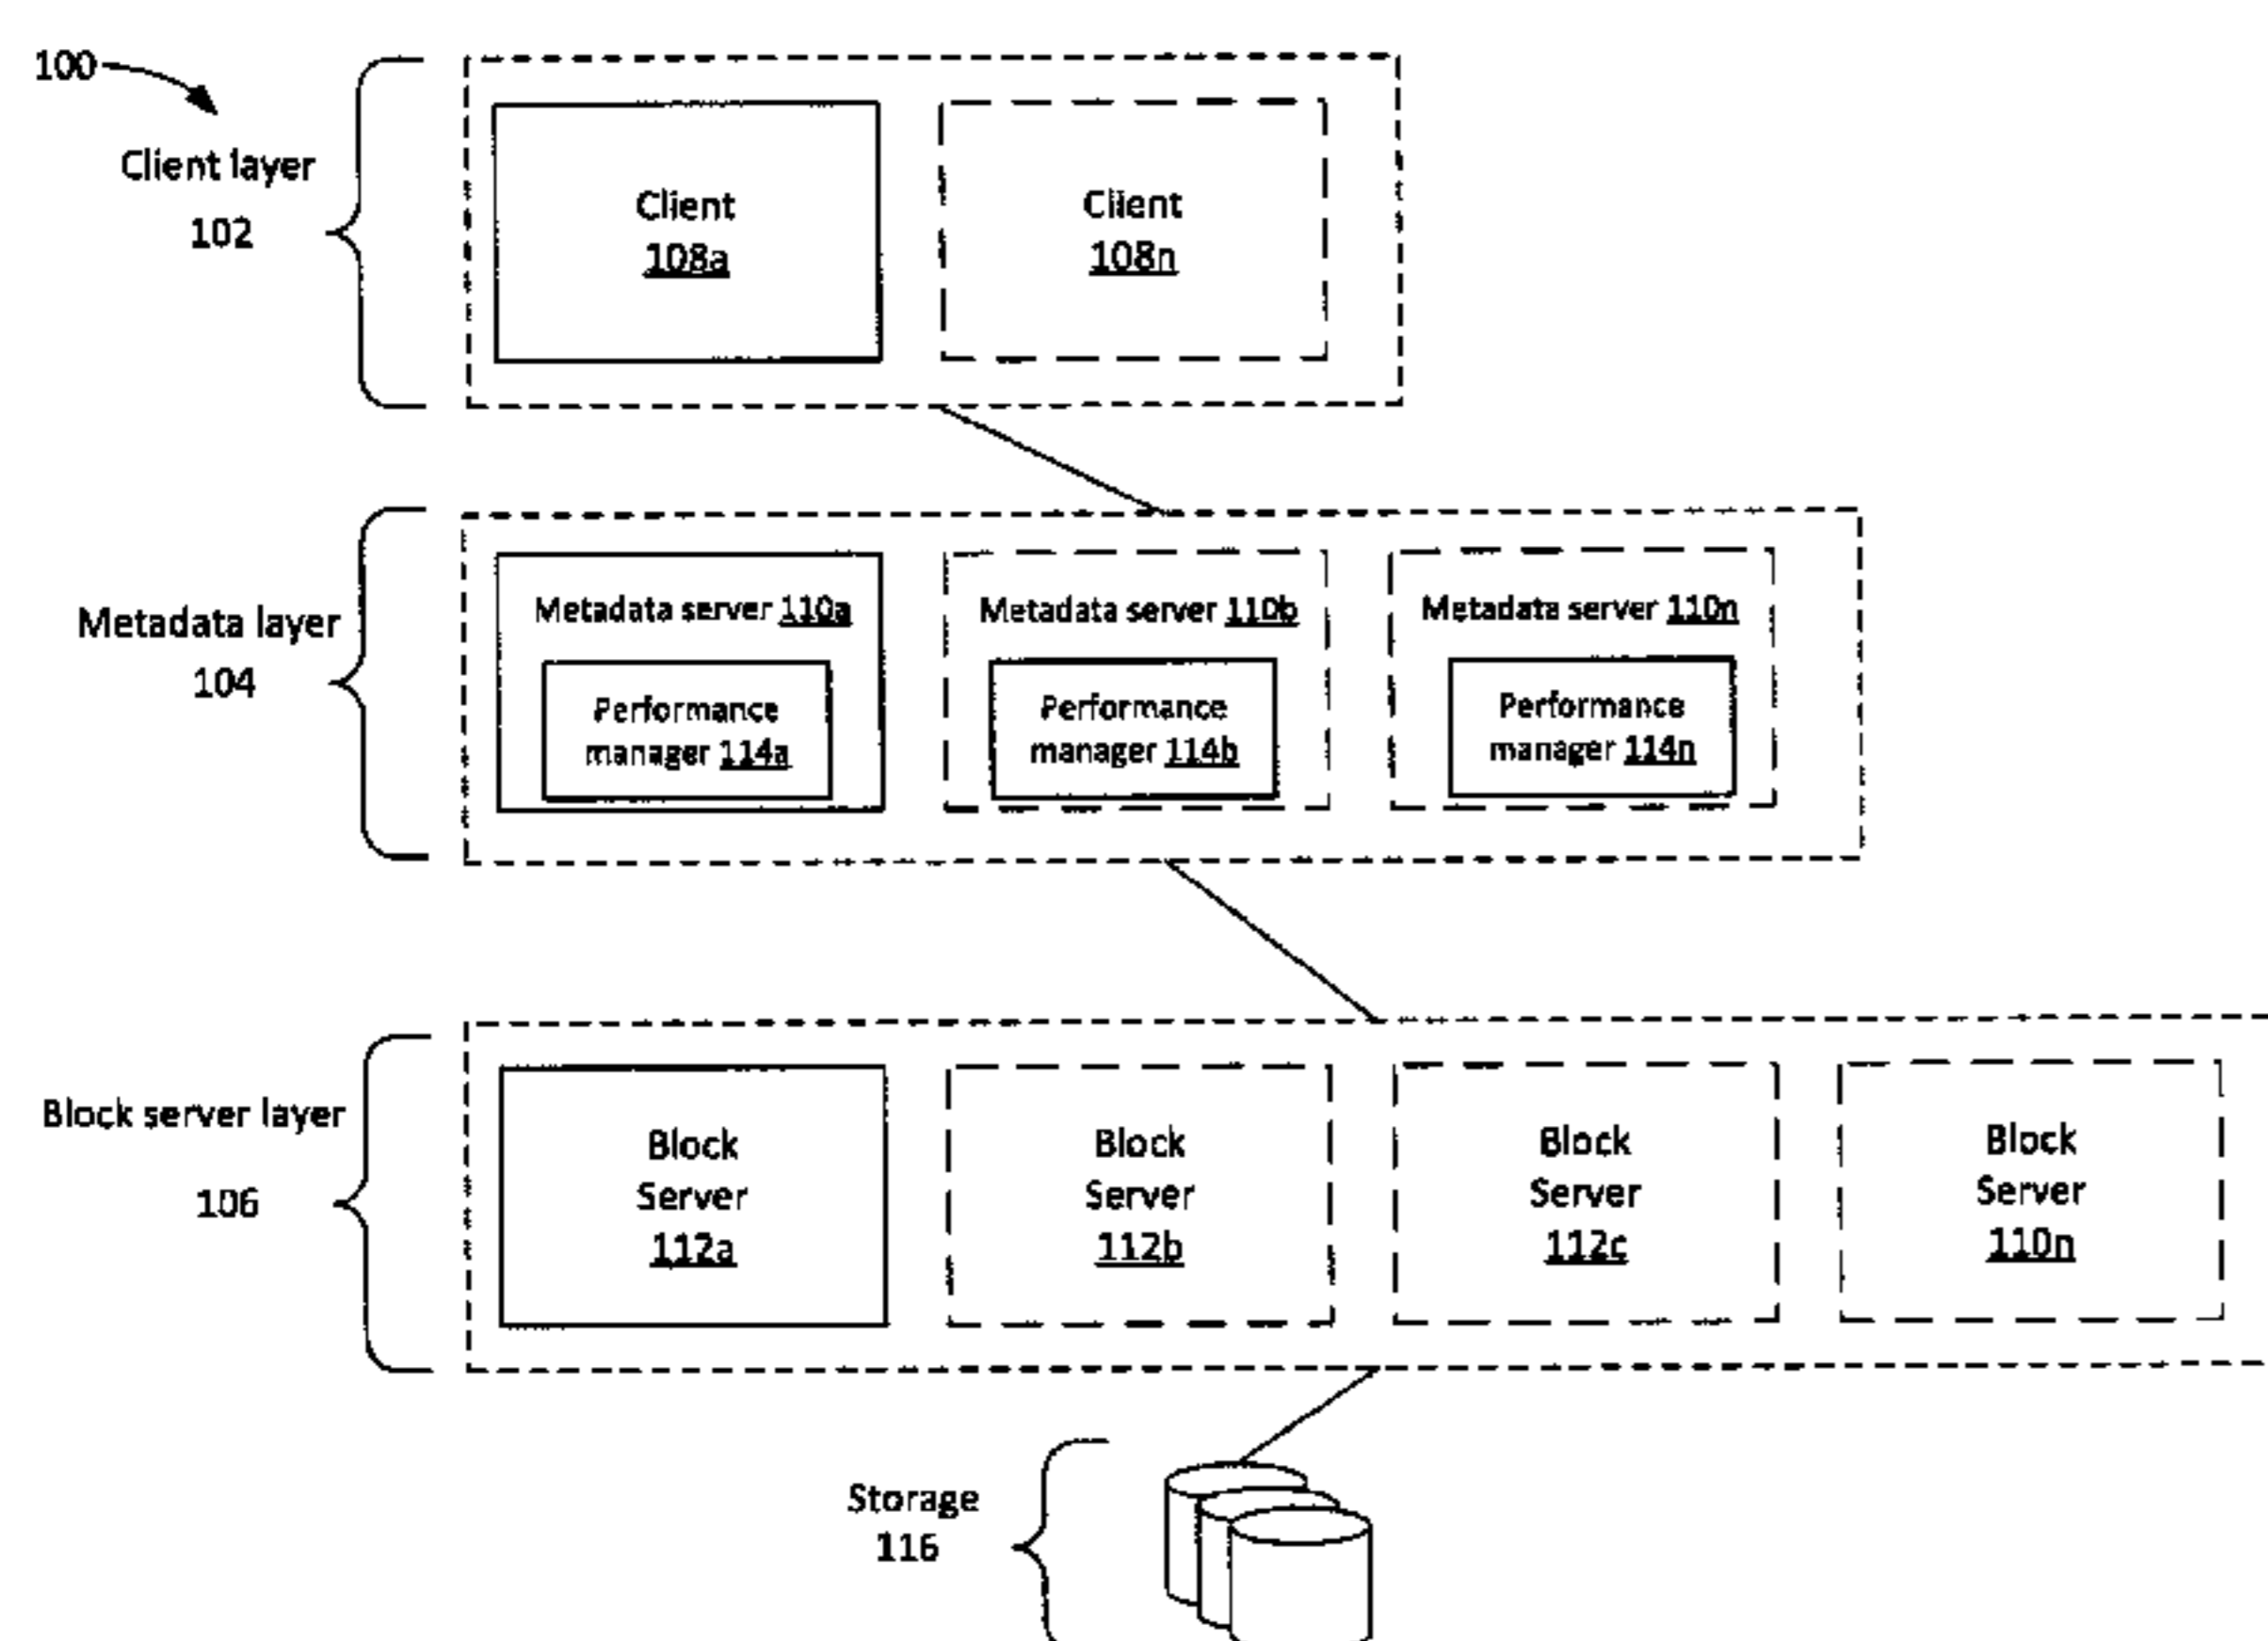 100
Client layer
102
Client
108a
Client
108n
Metadata layer
104
Metadata server 110a
Performance
manager 114a
Metadata server 110b
Performance
manager 114b
Metadata server 110n
Performance
manager 114n
Block server layer
106
Block
Server
112a
Block
Server
112b
Block
Server
112c
Block
Server
110n
Storage
116